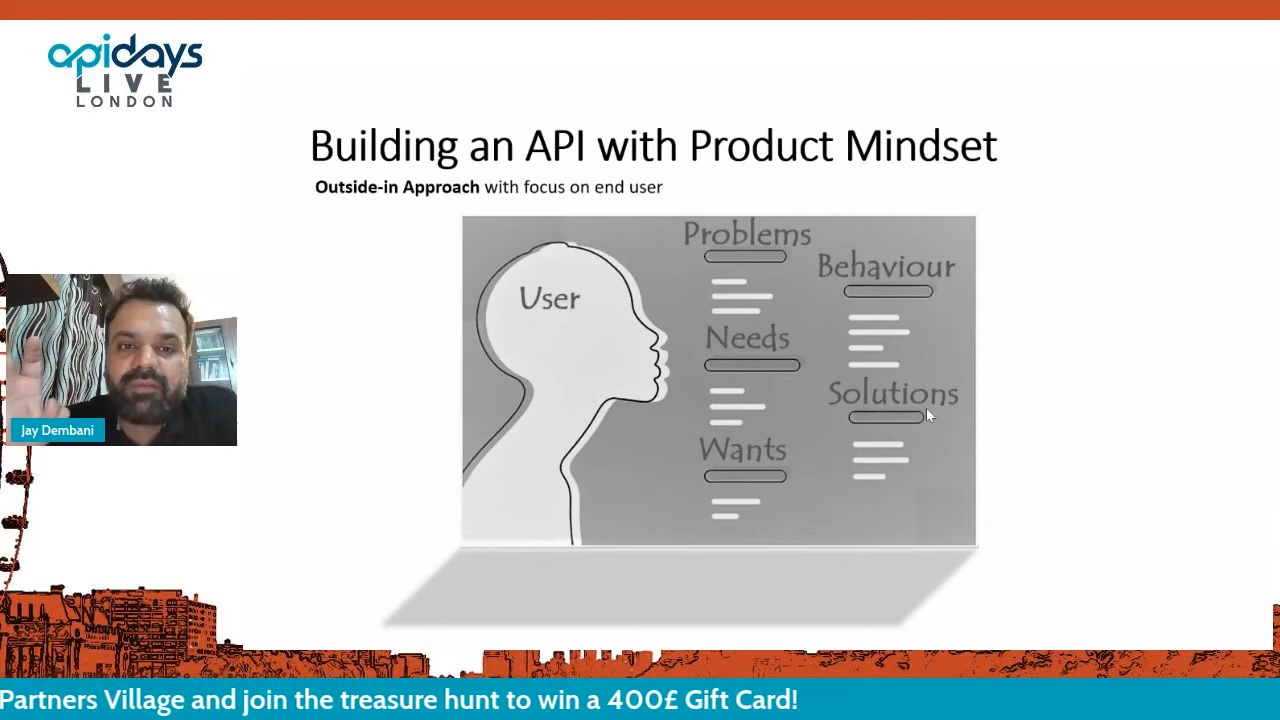 apidays
LIVE
LONDON
Building an API with Product Mindset
Outside-in Approach with focus on end user
User
Problems
Needs
Wants
Behaviour
Solutions
Jay Dembani
Partners Village and join the treasure hunt to win a 400£ Gift Card!